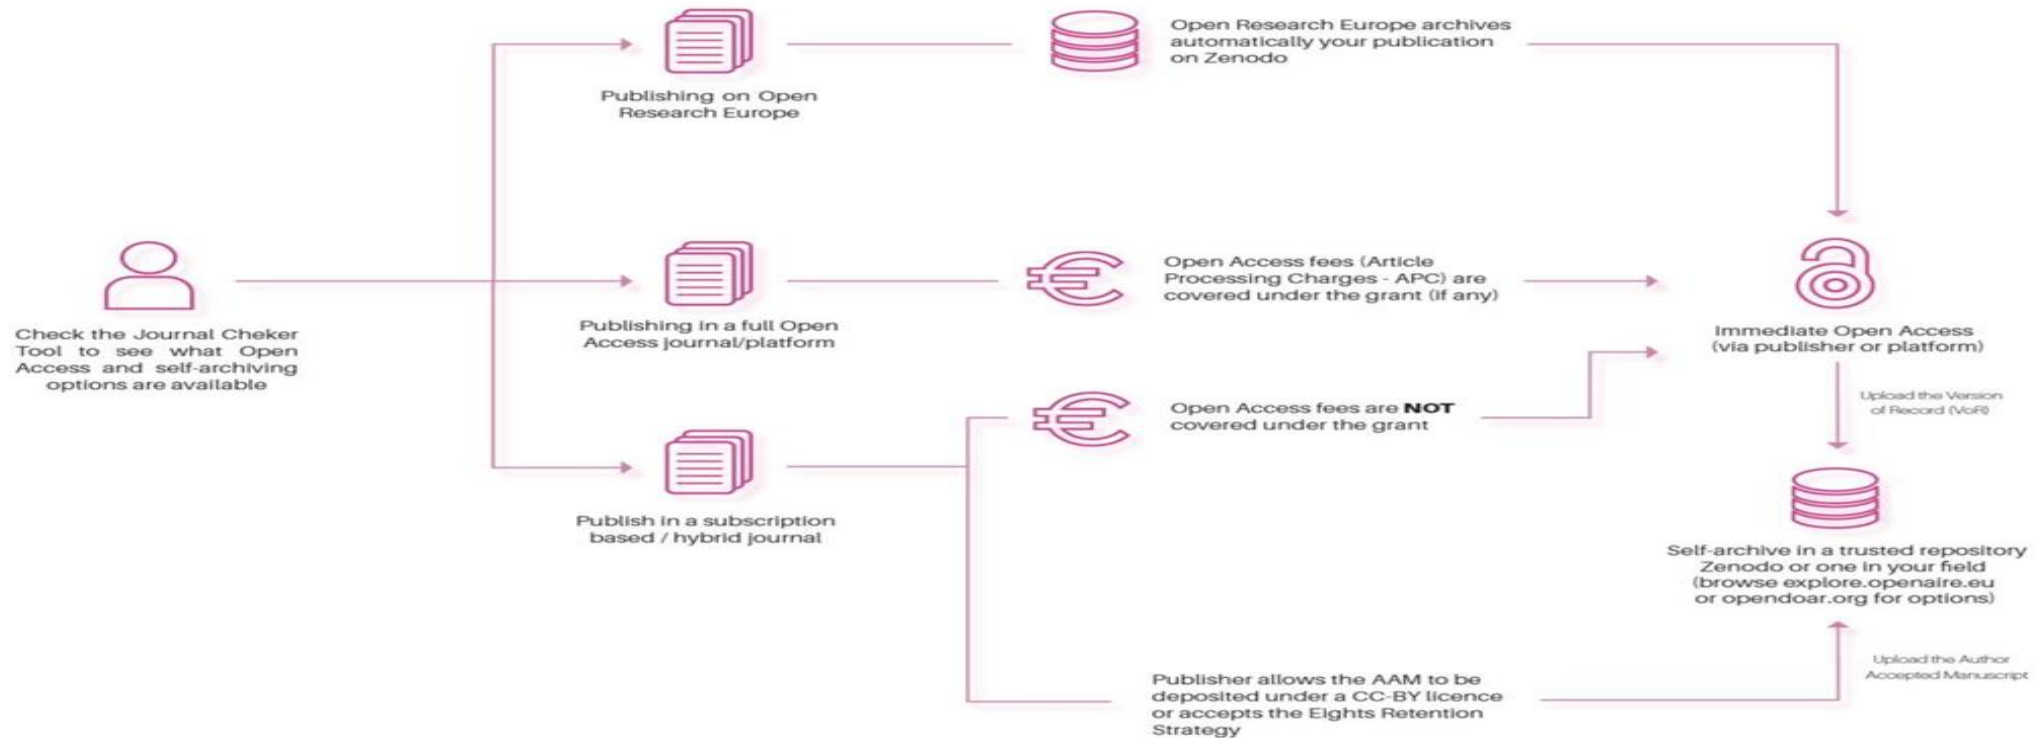 Open Research Europe archives
automatically your publication
on Zenodo
Publishing on Open
Research Europe
Check the Journal Cheker
Tool to see what Open
Access and self-archiving
options are available
Publishing in a full Open
Access journal/platform
Open Access fees (Article
Processing Charges - APC) are
covered under the grant (if any)
Immediate Open Access
(via publisher or platform)
Upload the Version
of Record (VoR)
Open Access fees are NOT
covered under the grant
Publish in a subscription
based / hybrid journal
Self-archive in a trusted repository
Zenodo or one in your field
(browse explore.openaire.eu
or opendoar.org for options)
Upload the Author
Accepted Manuscript
Publisher allows the AAM to be
deposited under a CC-BY licence
or accepts the Eights Retention
Strategy